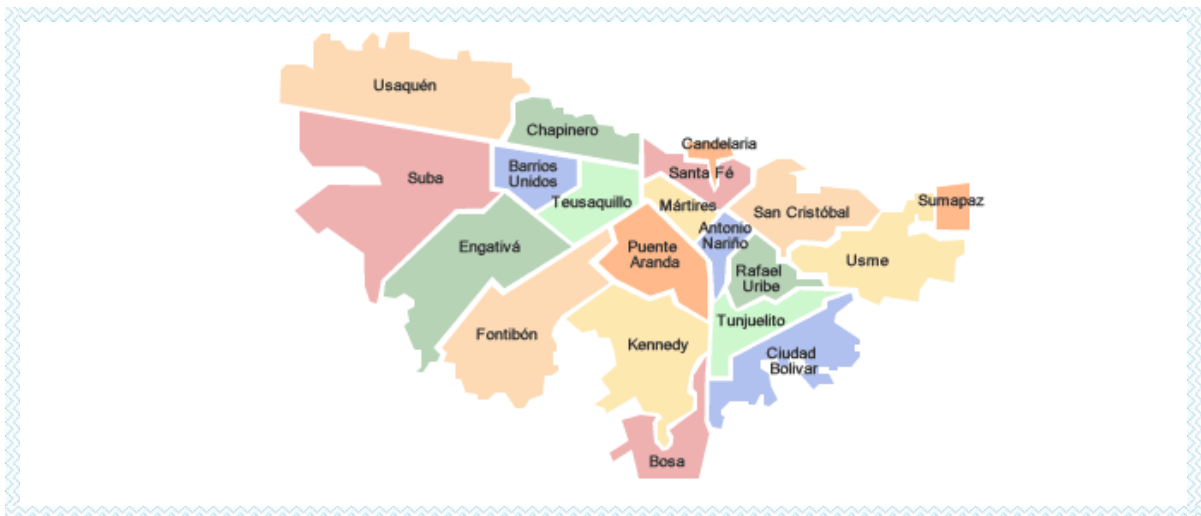 Usaquén
Chapinero
Candelaria
Barrios
Unidos
Santa Fé
Suba
Teusaquillo
Mártires
San Cristóbal
Sumapaz
Antonio
Nariño
Engativá
Puente
Aranda
Usme
Rafael
Uribe
Tunjuelito
Fontibón
Kennedy
Ciudad
Bolivar
Bosa